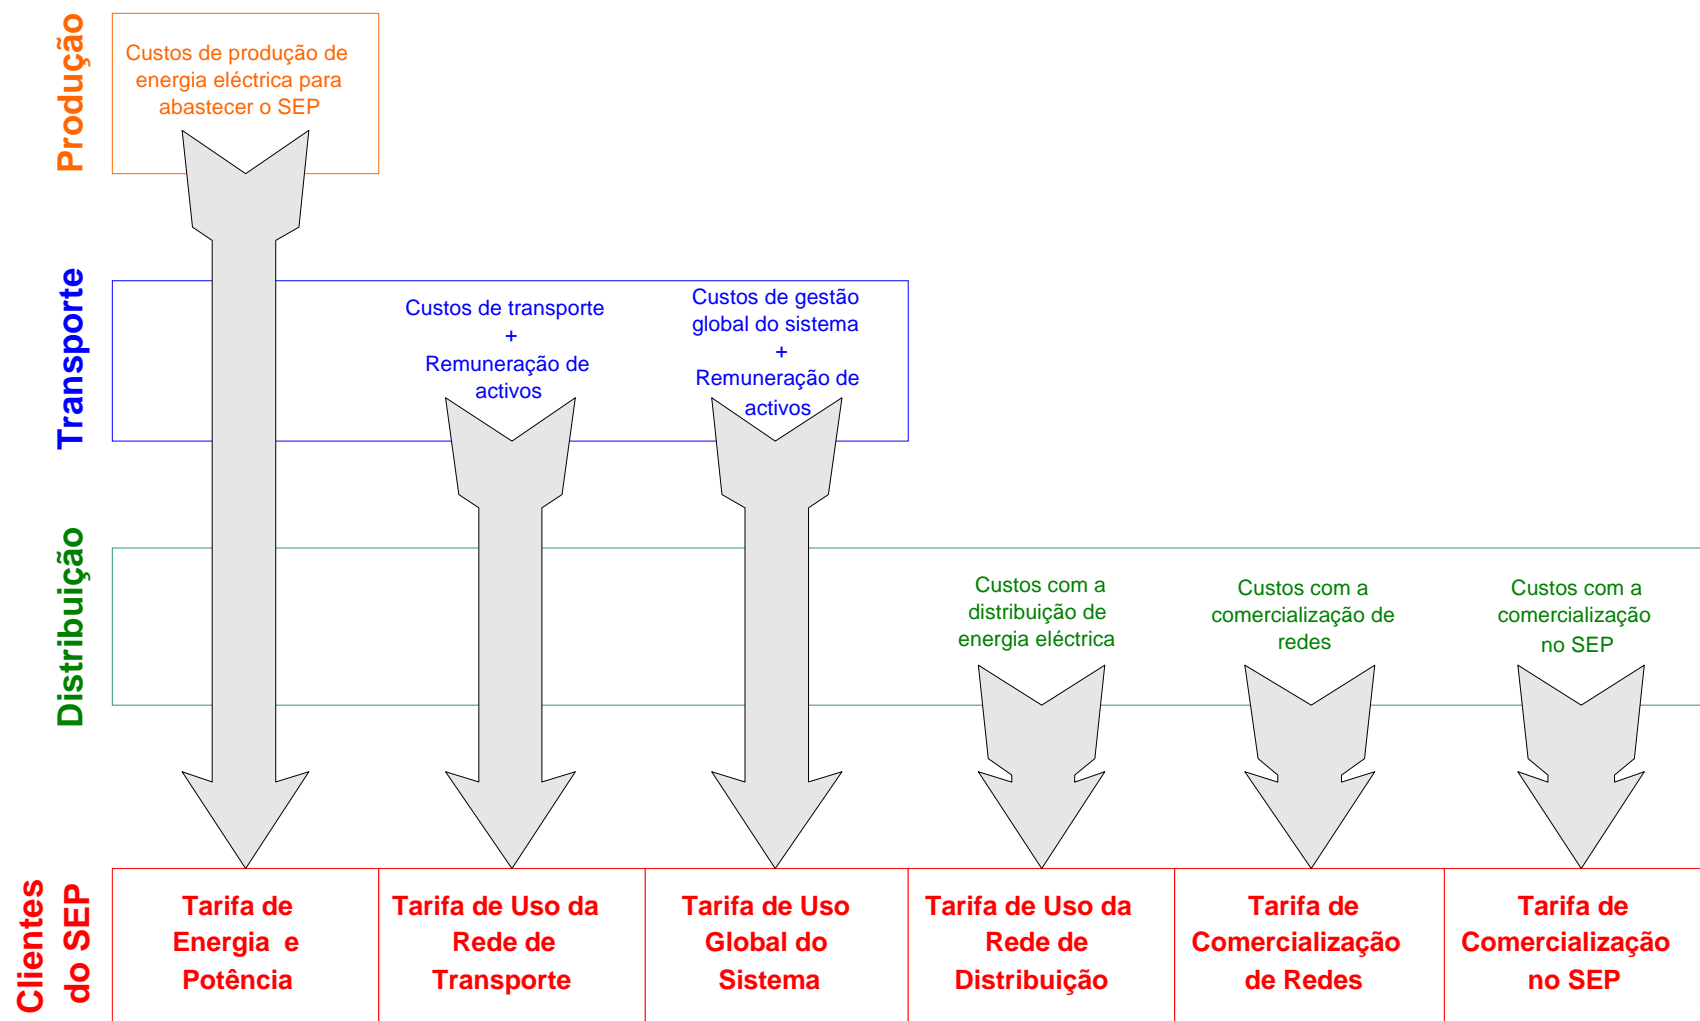 Produção
Custos de produção de
energia eléctrica para
abastecer o SEP
Transporte
Custos de transporte
+
Remuneração de
activos
Custos de gestão
global do sistema
+
Remuneração de
activos
Distribuição
Custos com a
distribuição de
energia eléctrica
Custos com a
comercialização de
redes
Custos com a
comercialização
no SEP
Clientes
do SEP
Tarifa de
Energia e
Potência
Tarifa de Uso da
Rede de
Transporte
Tarifa de Uso
Global do
Sistema
Tarifa de Uso da
Rede de
Distribuição
Tarifa de
Comercialização
de Redes
Tarifa de
Comercialização
no SEP